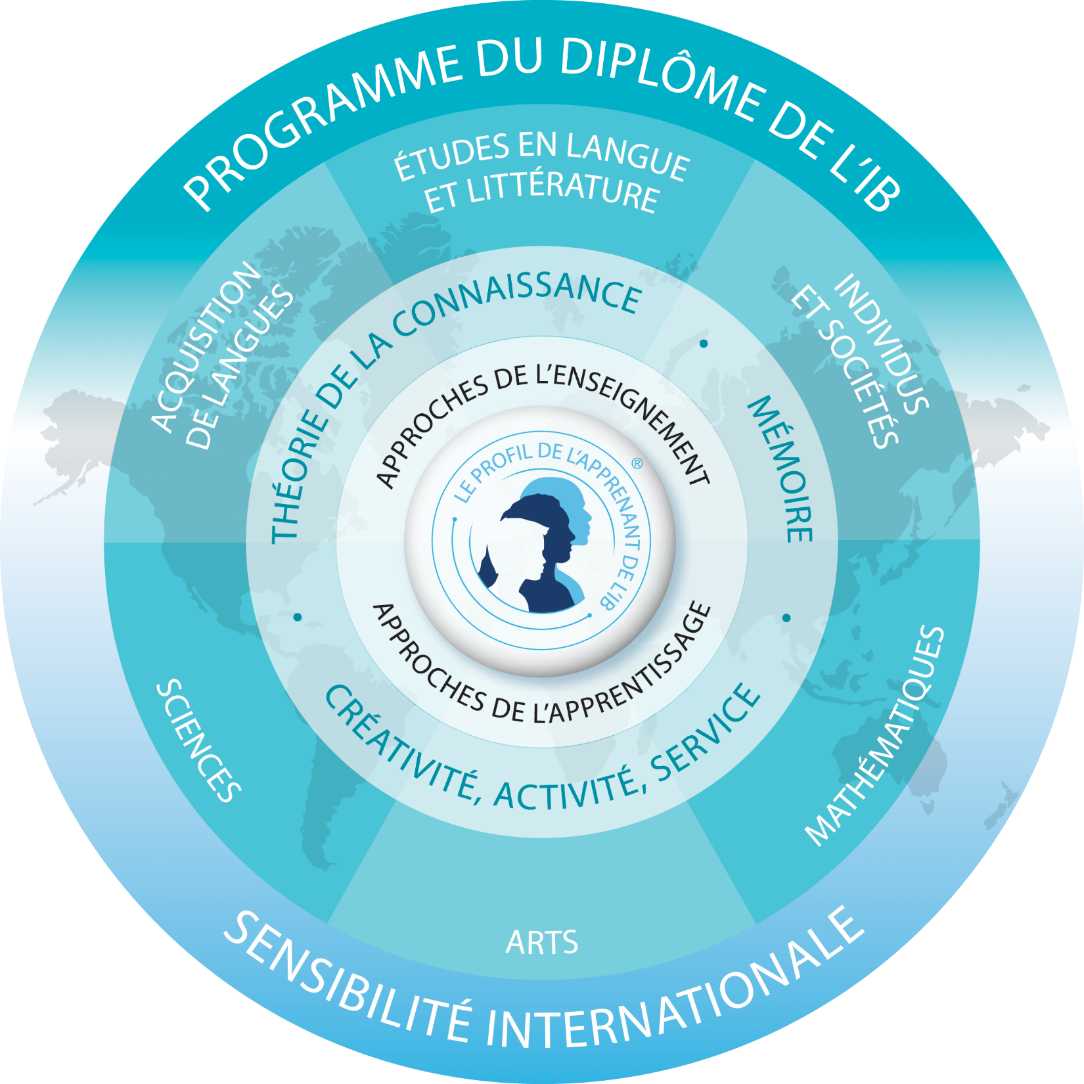 PROGRAMME DU DIPLÔME DE L’IB
ÉTUDES EN LANGUE
ET LITTÉRATURE
ACQUISITION
DE LANGUES
INDIVIDUS
ET SOCIÉTÉS
THÉORIE DE LA CONNAISSANCE
•
MÉMOIRE
•
APPROCHES DE L’ENSEIGNEMENT
LE PROFIL DE L’APPRENANT DE L’IB
®
APPROCHES DE L’APPRENTISSAGE
•
CRÉATIVITÉ, ACTIVITÉ, SERVICE
SCIENCES
MATHÉMATIQUES
ARTS
SENSIBILITÉ INTERNATIONALE